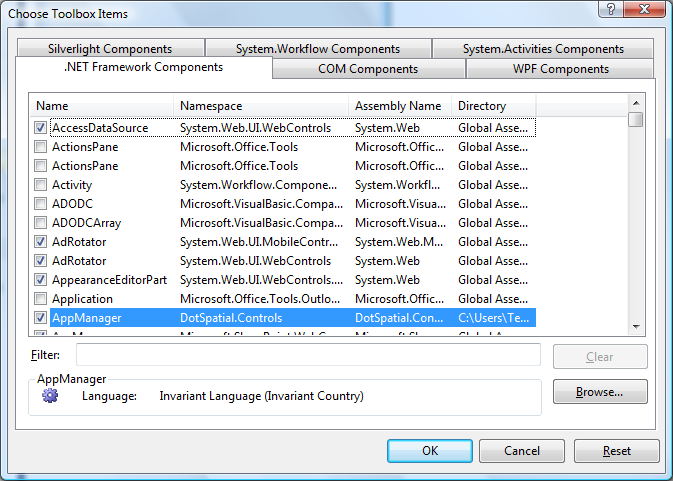 Choose Toolbox Items
Silverlight Components System.Workflow Components System.Activities Components
.NET Framework Components COM Components WPF Components
Name Namespace Assembly Name Directory
AccessDataSource System.Web.UI.WebControls System.Web Global Asse...
ActionsPane Microsoft.Office.Tools Microsoft.Offic... Global Asse...
ActionsPane Microsoft.Office.Tools Microsoft.Offic... Global Asse...
Activity System.Workflow.Compone... System.Workfl... Global Asse...
ADODC Microsoft.VisualBasic.Compa... Microsoft.Visua... Global Asse...
ADODCArray Microsoft.VisualBasic.Compa... Microsoft.Visua... Global Asse...
AdRotator System.Web.UI.MobileContr... System.Web.M... Global Asse...
AdRotator System.Web.UI.WebControls System.Web Global Asse...
AppearanceEditorPart System.Web.UI.WebControls.... System.Web Global Asse...
Application Microsoft.Office.Tools.Outlo... Microsoft.Offic... Global Asse...
AppManager DotSpatial.Controls DotSpatial.Con... C:\Users\Te...
Filter: Clear
AppManager
Language: Invariant Language (Invariant Country) Browse...
OK Cancel Reset